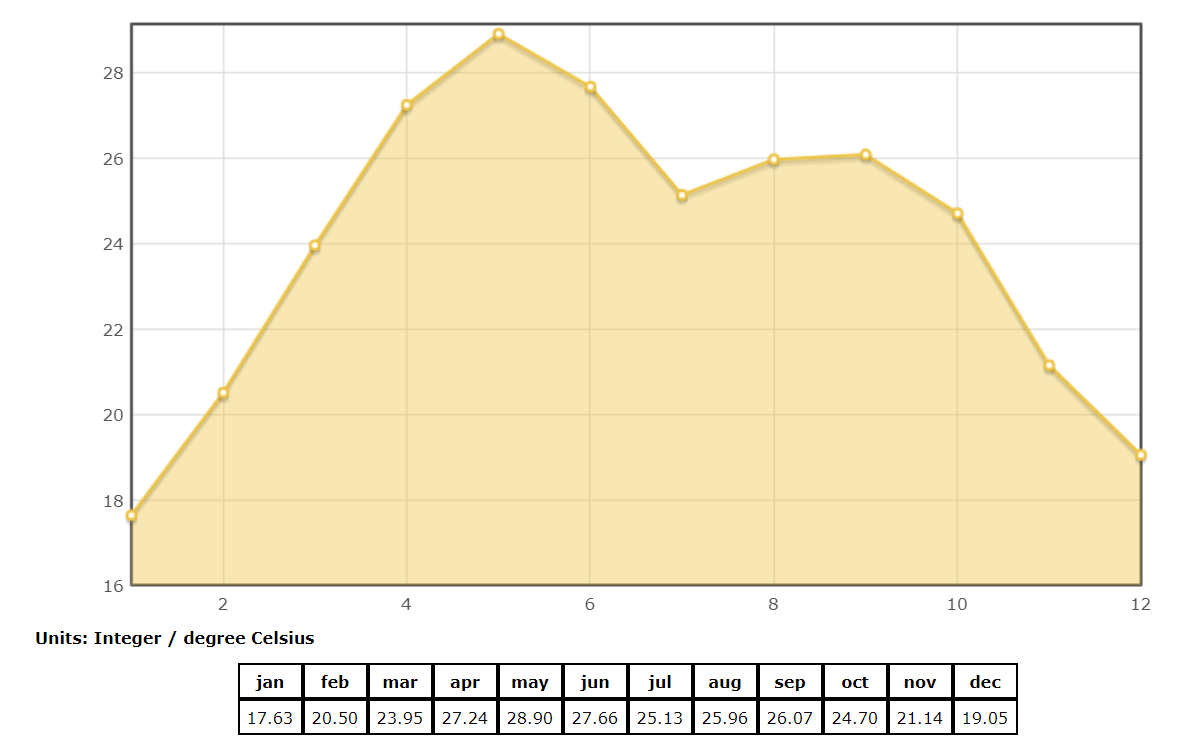 28
26
24
22
20
18
16
2 4 6 8 10 12
Units: Integer / degree Celsius
jan feb mar apr may jun jul aug sep oct nov dec
17.63 20.50 23.95 27.24 28.90 27.66 25.13 25.96 26.07 24.70 21.14 19.05